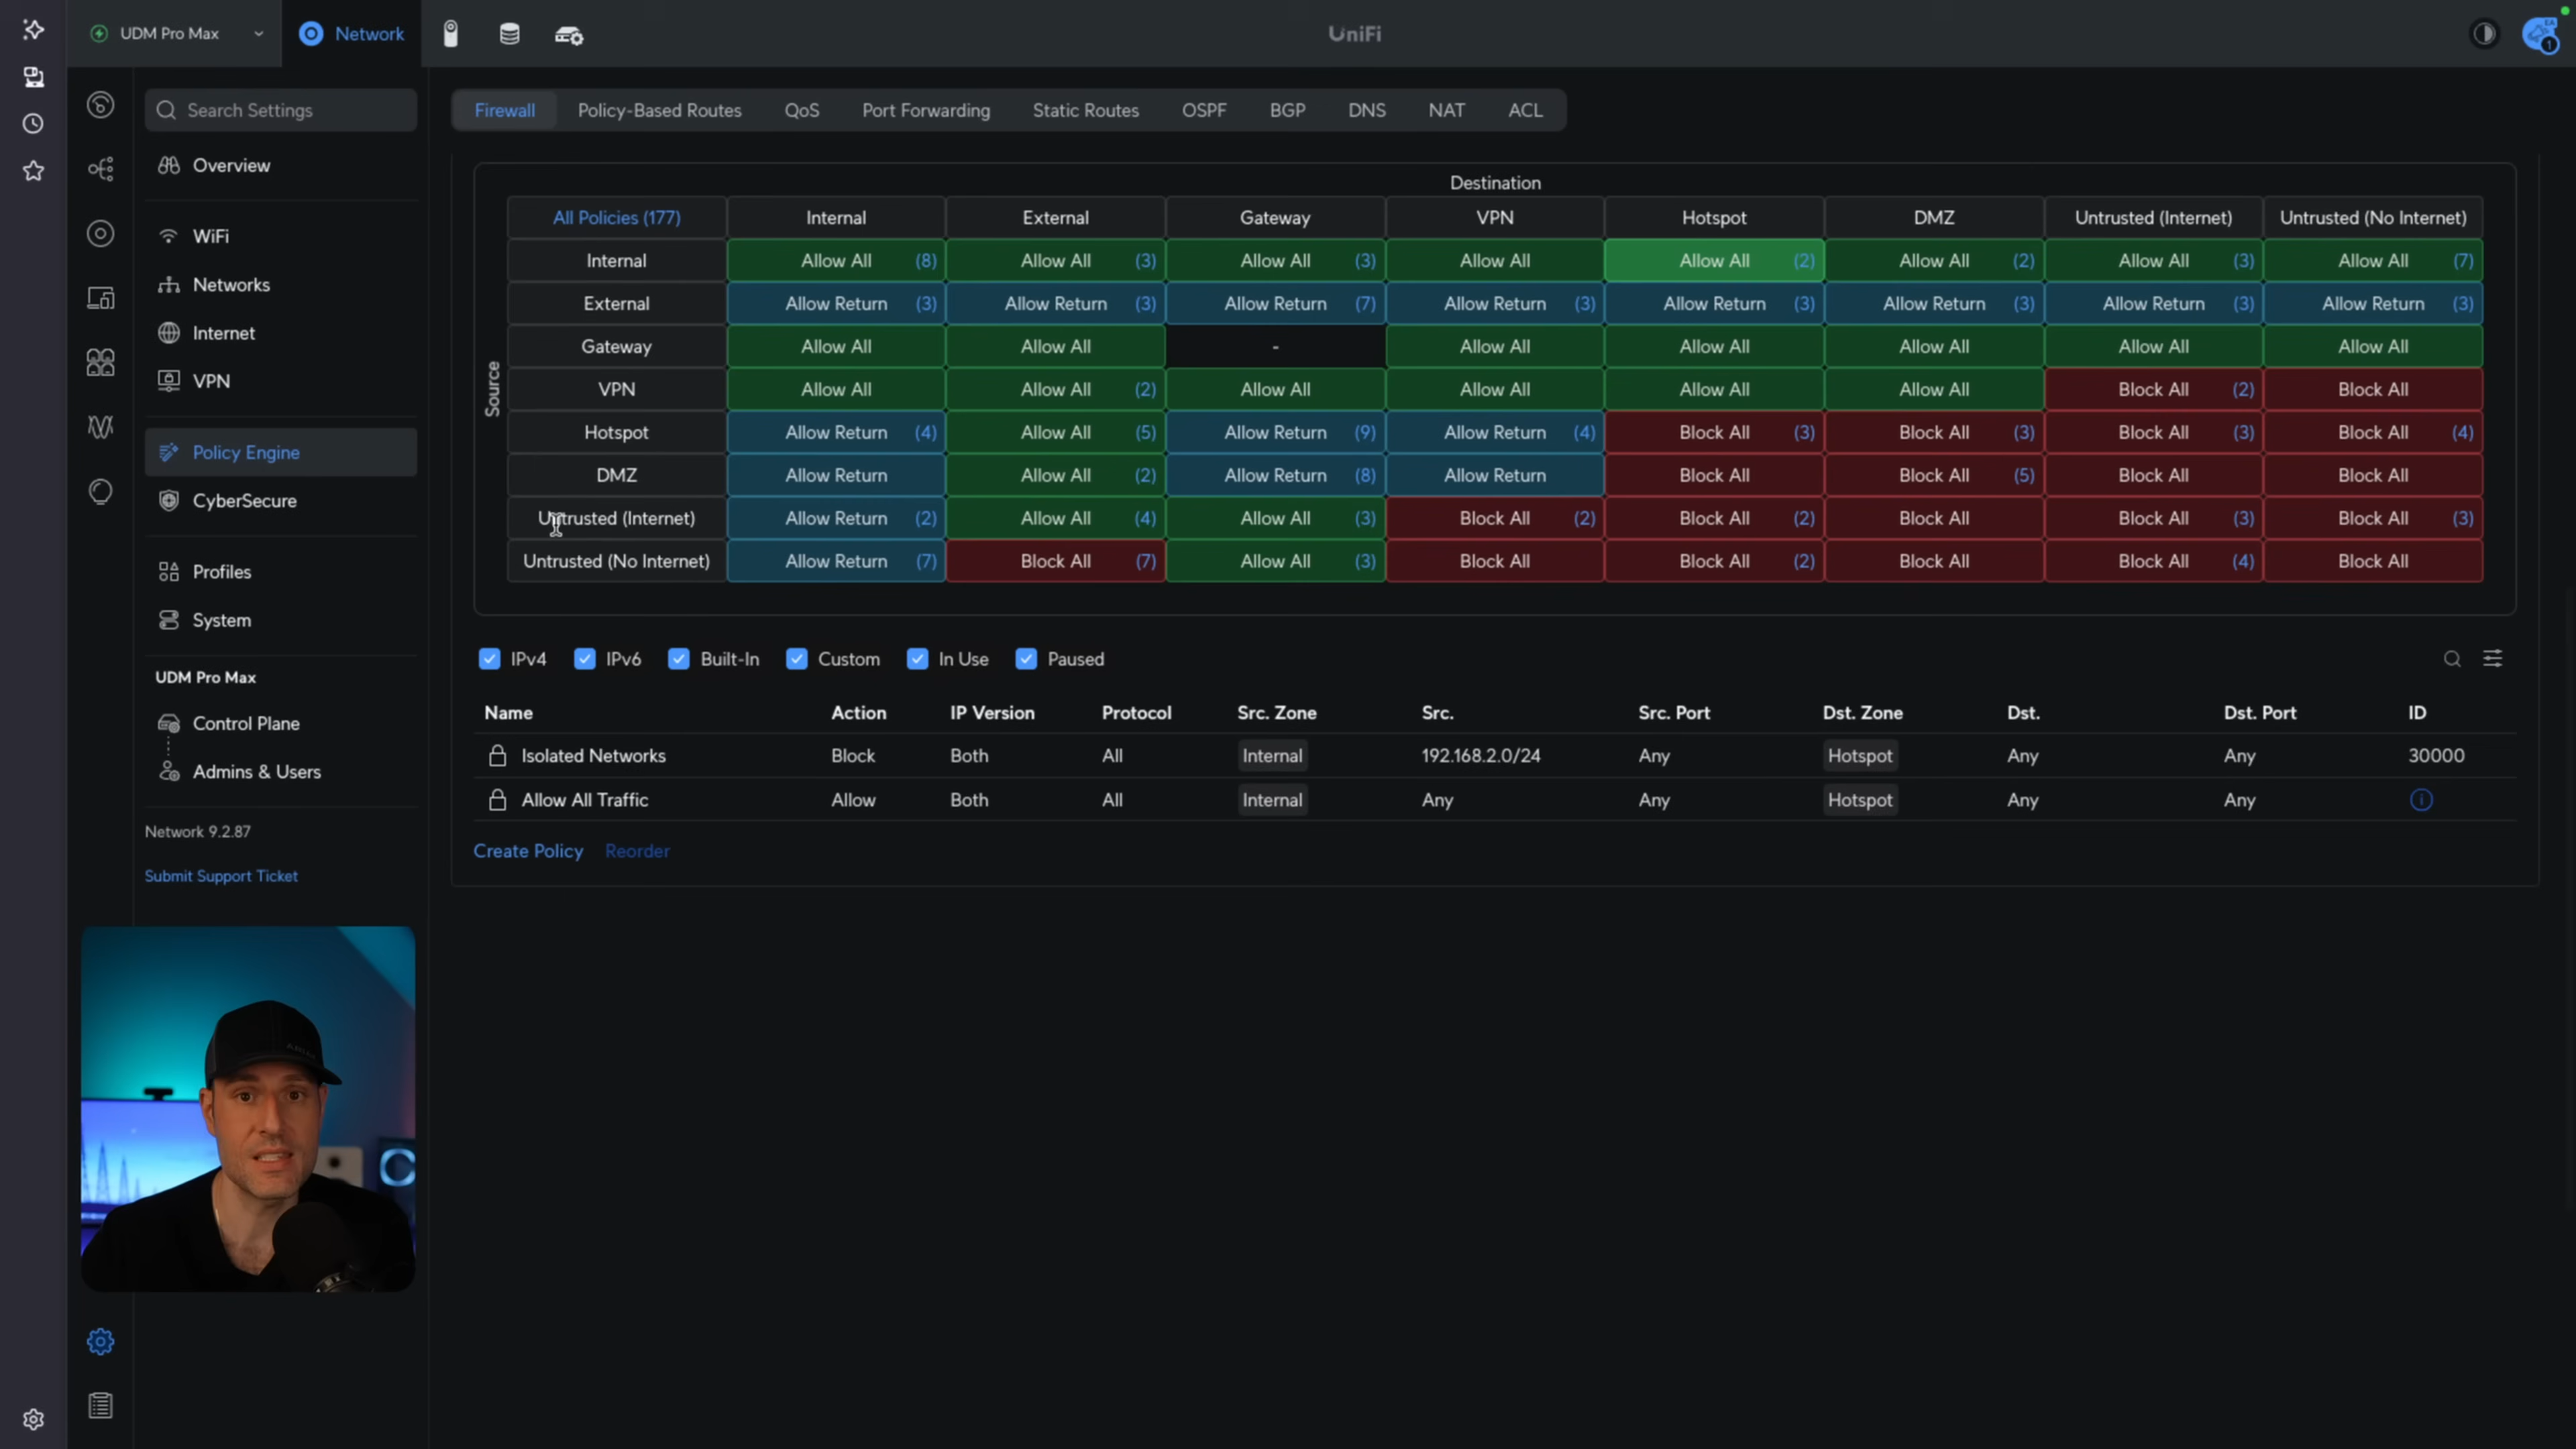 UDM Pro Max
Network
UniFi
1
Search Settings
Overview
WiFi
Networks
Internet
VPN
Policy Engine
CyberSecure
Profiles
System
UDM Pro Max
Control Plane
Admins & Users
Network 9.2.87
Submit Support Ticket
Firewall Policy-Based Routes QoS Port Forwarding Static Routes OSPF BGP DNS NAT ACL
Destination
Source
All Policies (177) Internal External Gateway VPN Hotspot DMZ Untrusted (Internet) Untrusted (No Internet)
Internal Allow All (8) Allow All (3) Allow All (3) Allow All Allow All (2) Allow All (2) Allow All (3) Allow All (7)
External Allow Return (3) Allow Return (3) Allow Return (7) Allow Return (3) Allow Return (3) Allow Return (3) Allow Return (3) Allow Return (3)
Gateway Allow All Allow All - Allow All Allow All Allow All Allow All Allow All
VPN Allow All Allow All (2) Allow All Allow All Allow All Allow All Block All (2) Block All
Hotspot Allow Return (4) Allow All (5) Allow Return (9) Allow Return (4) Block All (3) Block All (3) Block All (3) Block All (4)
DMZ Allow Return Allow All (2) Allow Return (8) Allow Return Block All Block All (5) Block All Block All
Untrusted (Internet) Allow Return (2) Allow All (4) Allow All (3) Block All (2) Block All (2) Block All Block All (3) Block All (3)
Untrusted (No Internet) Allow Return (7) Block All (7) Allow All (3) Block All Block All (2) Block All Block All (4) Block All
IPv4 IPv6 Built-In Custom In Use Paused
Name Action IP Version Protocol Src. Zone Src. Src. Port Dst. Zone Dst. Dst. Port ID
Isolated Networks Block Both All Internal 192.168.2.0/24 Any Hotspot Any Any 30000
Allow All Traffic Allow Both All Internal Any Any Hotspot Any Any
Create Policy Reorder